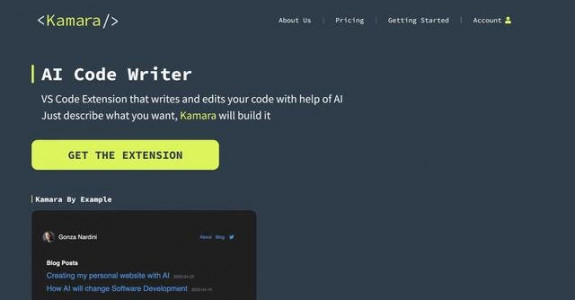 <Kamara/>
About Us | Pricing | Getting Started | Account
AI Code Writer
VS Code Extension that writes and edits your code with help of AI
Just describe what you want, Kamara will build it
GET THE EXTENSION
Kamara By Example
Gonza Nardini
About Blog
Blog Posts
Creating my personal website with AI
How AI will change Software Development